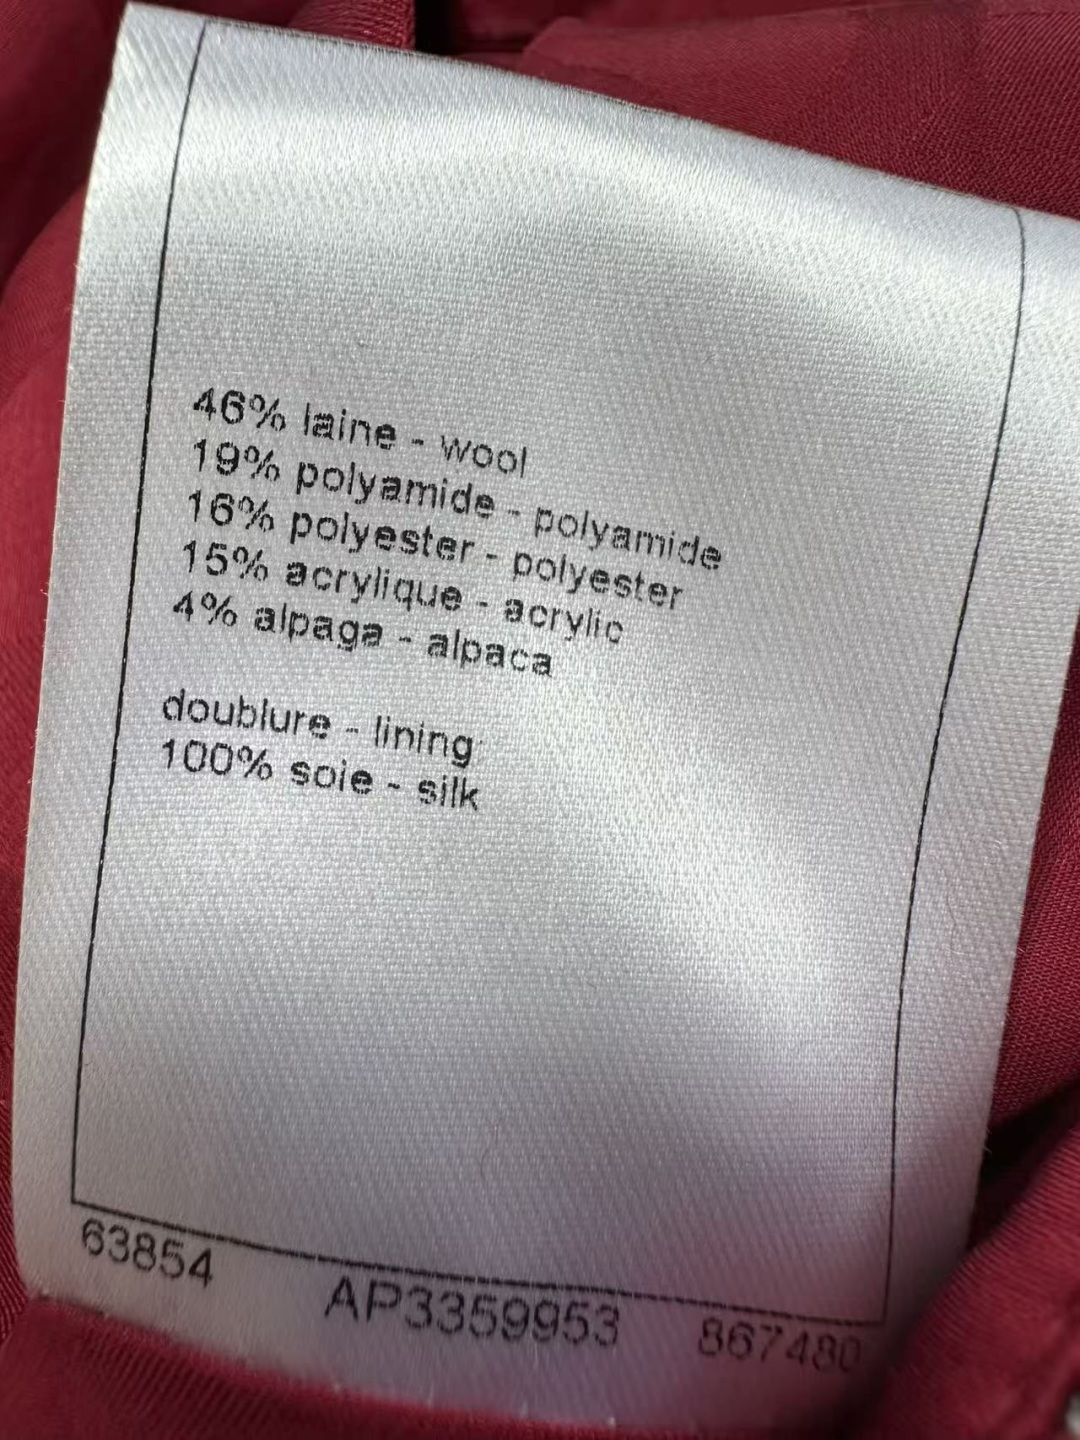 46% laine - wool
19% polyamide - polyamide
16% polyester - polyester
15% acrylique - acrylic
4% alpaga - alpaca
doublure - lining
100% soie - silk
63854 AP3359953 867480